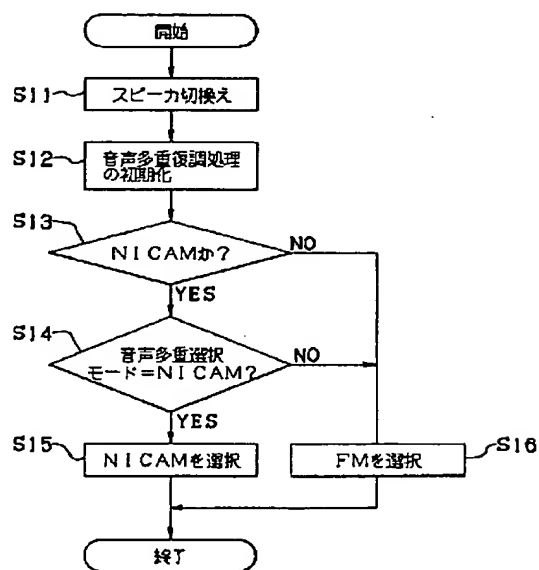 開始
S11
スピーカ切換え
S12
音声多重復調処理
の初期化
S13
NICAMか?
NO
YES
S14
音声多重選択
モード=NICAM?
NO
YES
S15
NICAMを選択
FMを選択
S16
終了